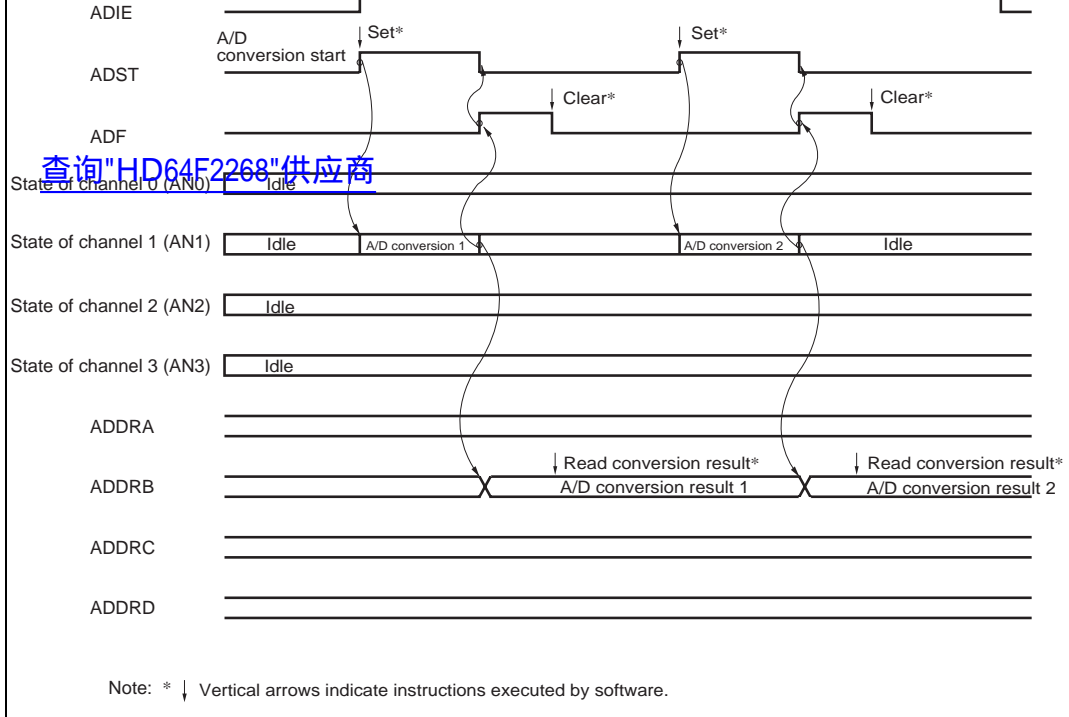 ADIE
Set*
Set*
A/D
conversion start
ADST
Clear*
Clear*
ADF
查询"HD64F2268"供应商
State of channel 0 (AN0) Idle
State of channel 1 (AN1) Idle A/D conversion 1 A/D conversion 2 Idle
State of channel 2 (AN2) Idle
State of channel 3 (AN3) Idle
ADDRA
Read conversion result* Read conversion result*
ADDRB A/D conversion result 1 A/D conversion result 2
ADDRC
ADDRD
Note: * ↓ Vertical arrows indicate instructions executed by software.